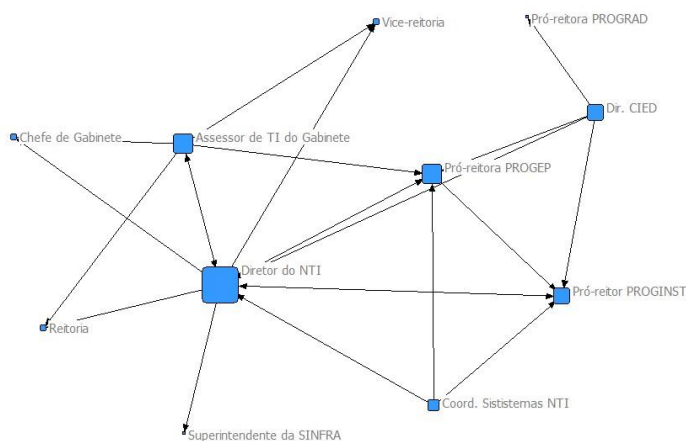 Vice-reitoria
Pró-reitora PROGRAD
Dir. CIED
Chefe de Gabinete
Assessor de TI do Gabinete
Pró-reitora PROGEP
Diretor do NTI
Pró-reitor PROGINST
Reitoria
Coord. Sististemas NTI
Superintendente da SINFRA